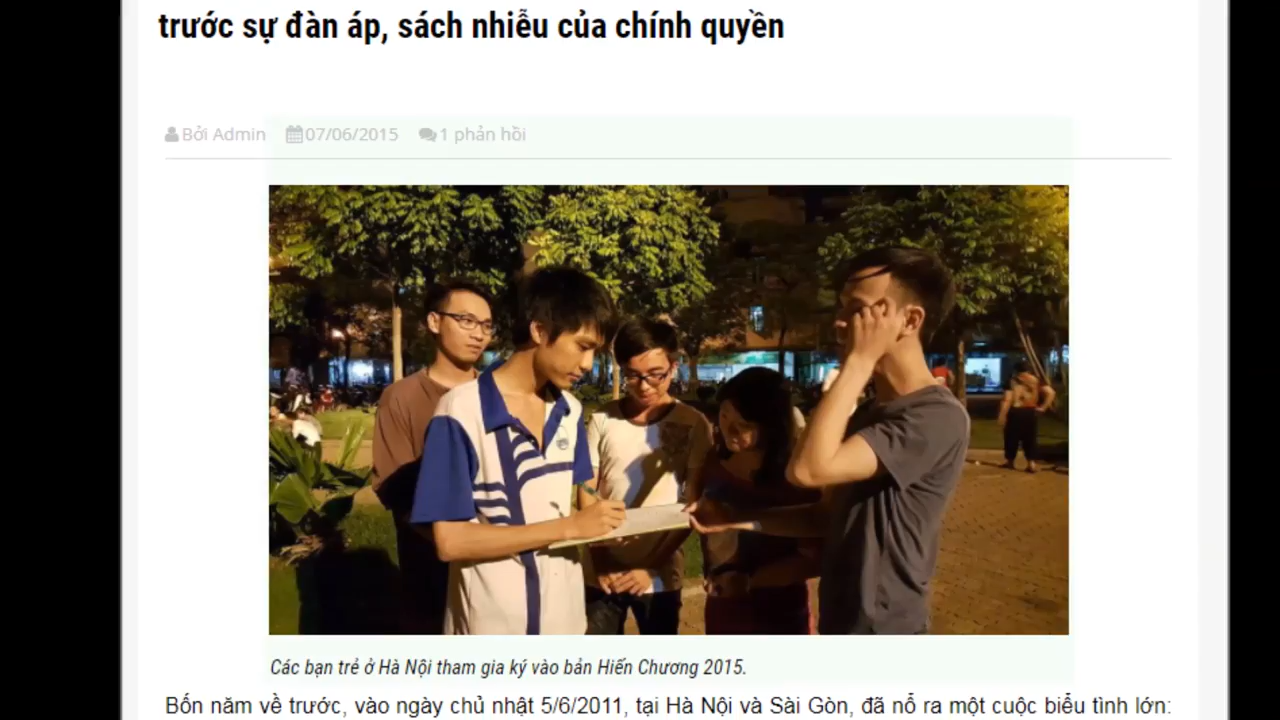 trước sự đàn áp, sách nhiễu của chính quyền
Bởi Admin 07/06/2015 1 phản hồi
Các bạn trẻ ở Hà Nội tham gia ký vào bản Hiến Chương 2015.
Bốn năm về trước, vào ngày chủ nhật 5/6/2011, tại Hà Nội và Sài Gòn, đã nổ ra một cuộc biểu tình lớn: